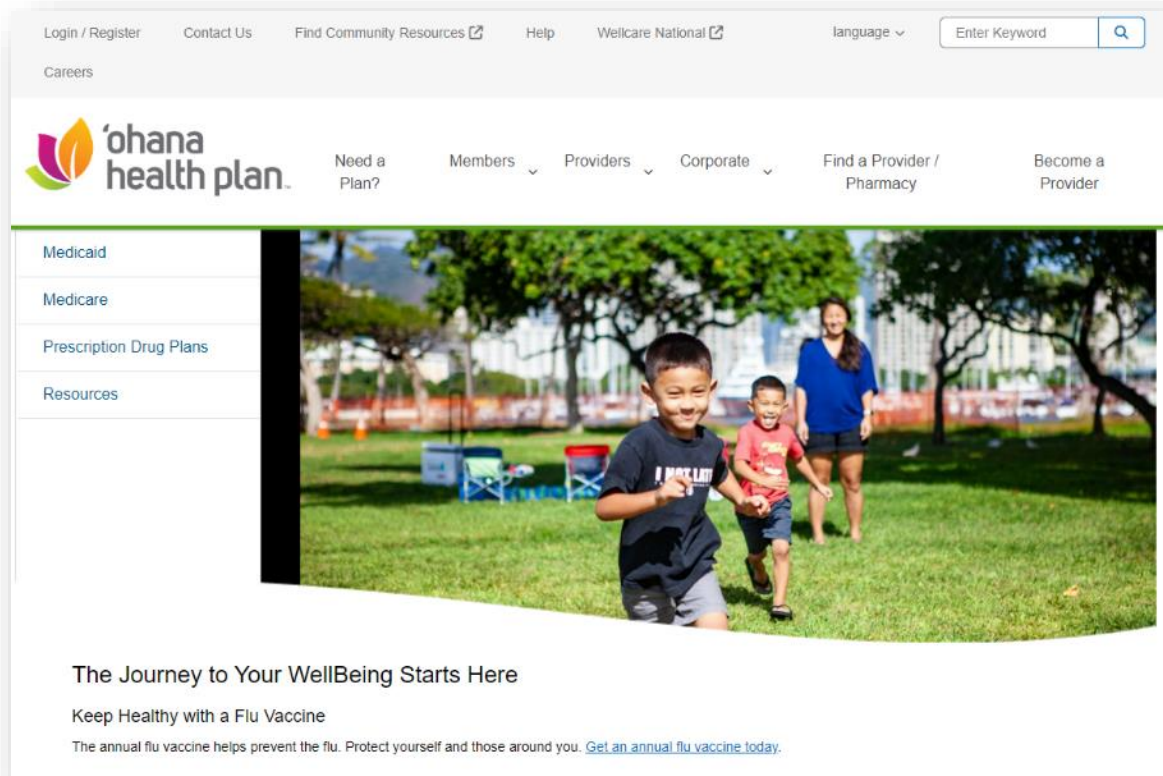 Login / Register Contact Us Find Community Resources Help Wellcare National language Enter Keyword
Careers
ʻohana
health plan™
Need a
Plan?
Members
Providers
Corporate
Find a Provider /
Pharmacy
Become a
Provider
Medicaid
Medicare
Prescription Drug Plans
Resources
The Journey to Your WellBeing Starts Here
Keep Healthy with a Flu Vaccine
The annual flu vaccine helps prevent the flu. Protect yourself and those around you. Get an annual flu vaccine today.